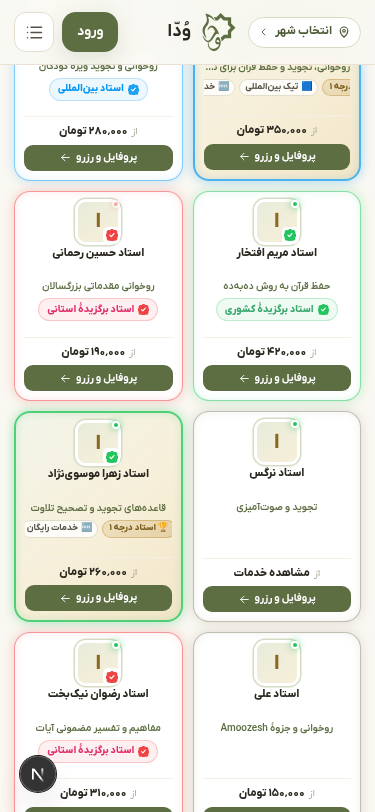 انتخاب شهر
وُدّا
ورود
روخوانی، تجوید و حفظ قرآن برای د...
درجه ۱
تیک بین‌المللی
از ۳۵۰,۰۰۰ تومان
پروفایل و رزرو
روخوانی و تجوید ویژه کودکان
استاد بین‌المللی
از ۲۸۰,۰۰۰ تومان
پروفایل و رزرو
ا
استاد مریم افتخار
حفظ قرآن به روش ده‌به‌ده
استاد برگزیدهٔ کشوری
از ۴۲۰,۰۰۰ تومان
پروفایل و رزرو
ا
استاد حسین رحمانی
روخوانی مقدماتی بزرگسالان
استاد برگزیدهٔ استانی
از ۱۹۰,۰۰۰ تومان
پروفایل و رزرو
ا
استاد نرگس
تجوید و صوت‌آمیزی
از مشاهده خدمات
پروفایل و رزرو
ا
استاد زهرا موسوی‌نژاد
قاعده‌های تجوید و تصحیح تلاوت
استاد درجه ۱
خدمات رایگان
از ۲۶۰,۰۰۰ تومان
پروفایل و رزرو
ا
استاد علی
روخوانی و جزوهٔ Amoozesh
از ۱۵۰,۰۰۰ تومان
ا
استاد رضوان نیک‌بخت
مفاهیم و تفسیر مضمونی آیات
استاد برگزیدهٔ استانی
از ۳۱۰,۰۰۰ تومان
N